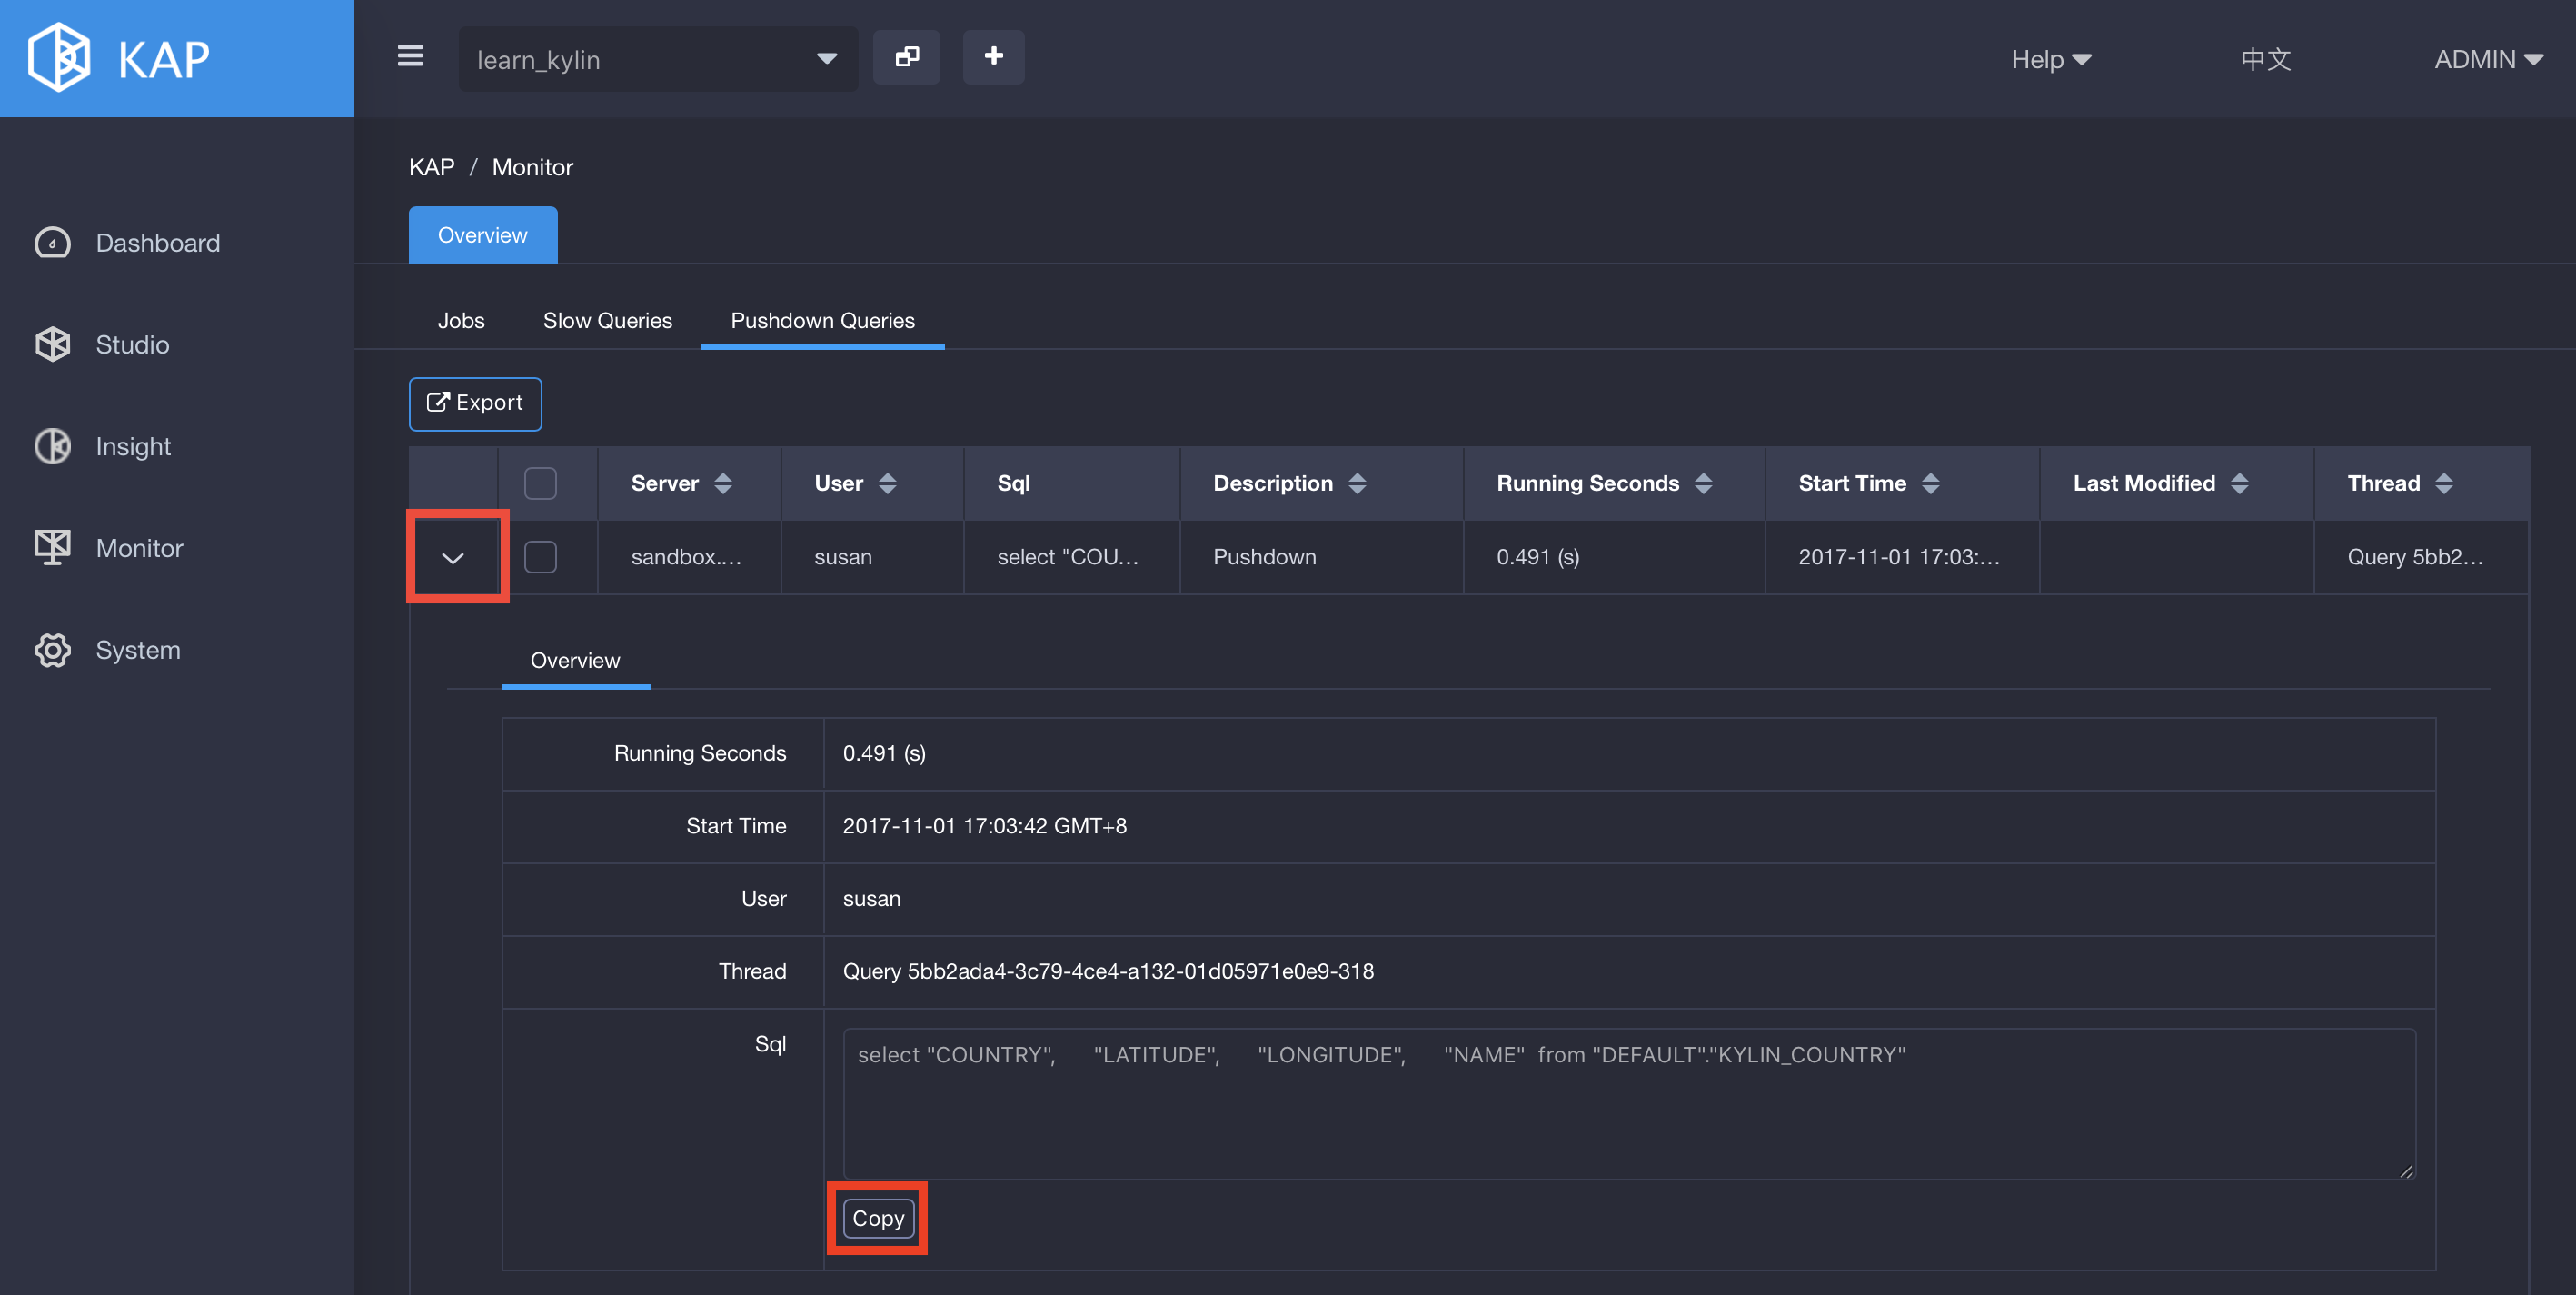 KAP
learn_kylin
Help
中文
ADMIN
Dashboard
Studio
Insight
Monitor
System
KAP / Monitor
Overview
Jobs Slow Queries Pushdown Queries
Export
Server User Sql Description Running Seconds Start Time Last Modified Thread
sandbox.... susan select "COU... Pushdown 0.491 (s) 2017-11-01 17:03:... Query 5bb2...
Overview
Running Seconds 0.491 (s)
Start Time 2017-11-01 17:03:42 GMT+8
User susan
Thread Query 5bb2ada4-3c79-4ce4-a132-01d05971e0e9-318
Sql select "COUNTRY", "LATITUDE", "LONGITUDE", "NAME" from "DEFAULT"."KYLIN_COUNTRY"
Copy